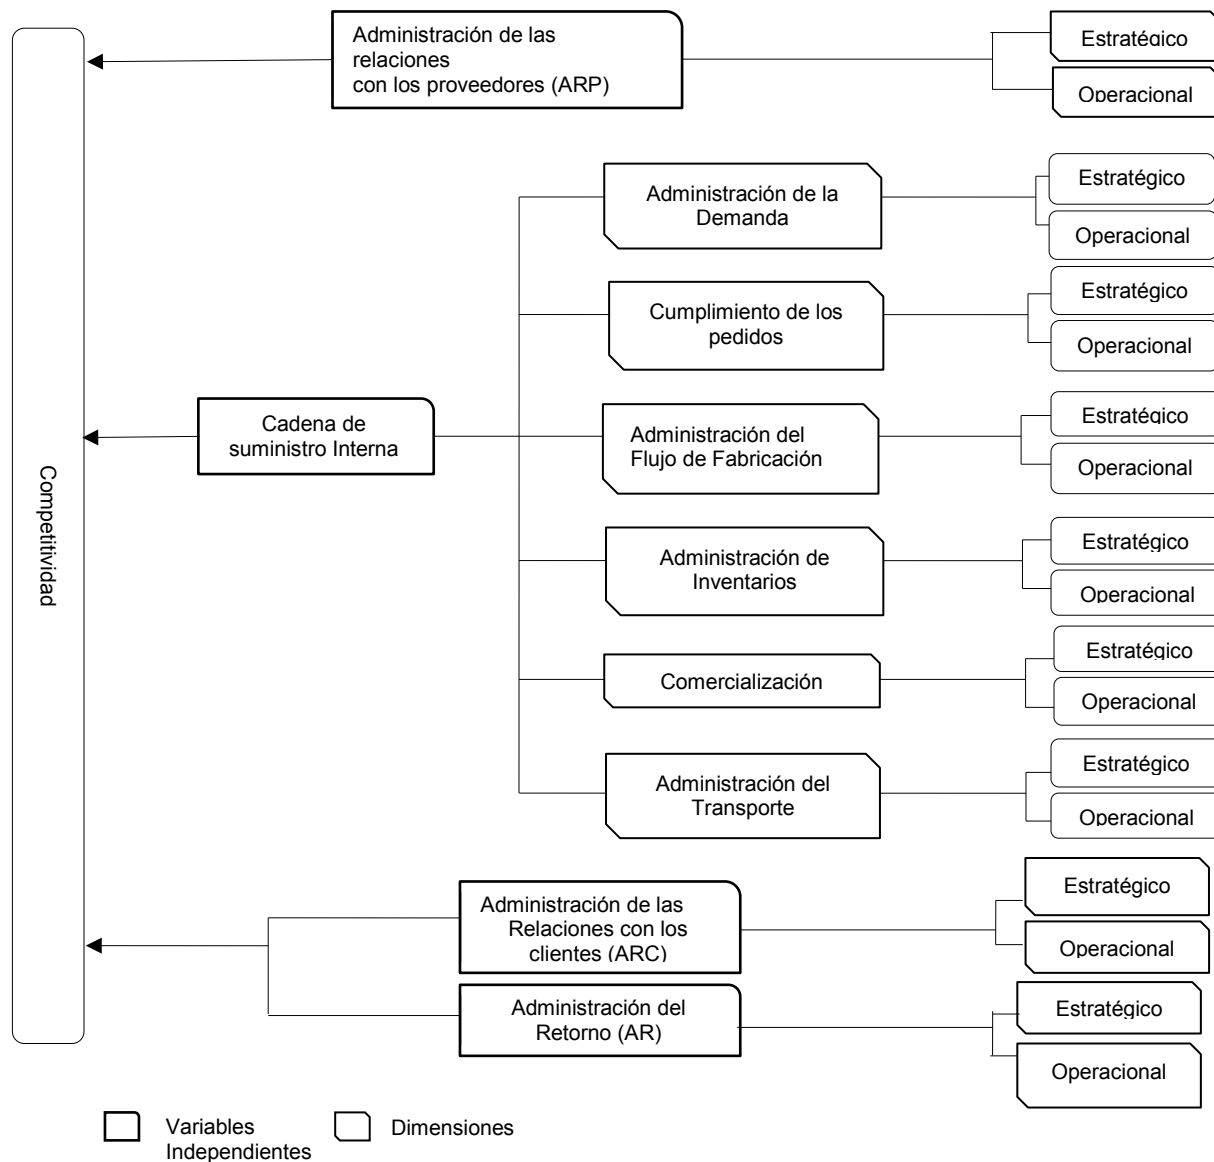 Administración de las
relaciones
con los proveedores (ARP)
Estratégico
Operacional
Administración de la
Demanda
Estratégico
Operacional
Cumplimiento de los
pedidos
Estratégico
Operacional
Cadena de
suministro Interna
Administración del
Flujo de Fabricación
Estratégico
Operacional
Competitividad
Administración de
Inventarios
Estratégico
Operacional
Comercialización
Estratégico
Operacional
Administración del
Transporte
Estratégico
Operacional
Administración de las
Relaciones con los
clientes (ARC)
Estratégico
Operacional
Administración del
Retorno (AR)
Estratégico
Operacional
Variables
Independientes
Dimensiones